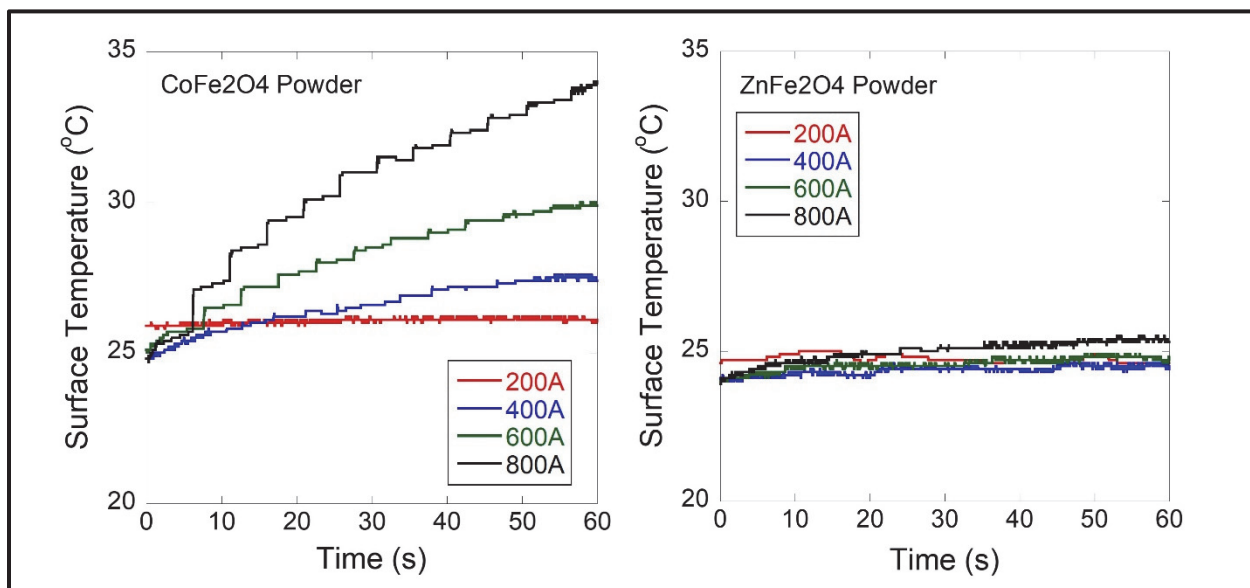 CoFe2O4 Powder
35
30
25
20
Surface Temperature (°C)
200A
400A
600A
800A
0 10 20 30 40 50 60
Time (s)
ZnFe2O4 Powder
35
30
25
20
Surface Temperature (°C)
200A
400A
600A
800A
0 10 20 30 40 50 60
Time (s)